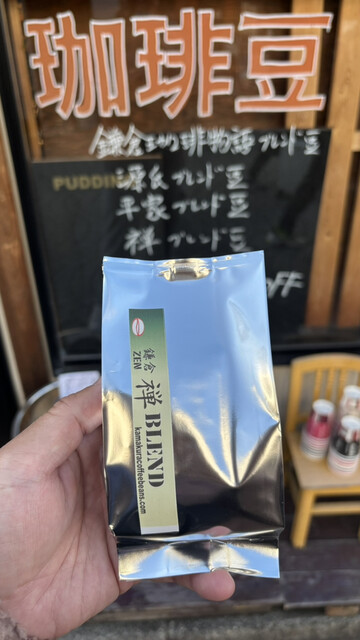 珈琲豆
鎌倉珈琲物語ブレンド豆
PUDDIN
源氏ブレンド豆
平家ブレンド豆
禅ブレンド豆
OFF
鎌倉 禅 BLEND
ZEN
kamakuracoffeebeans.com